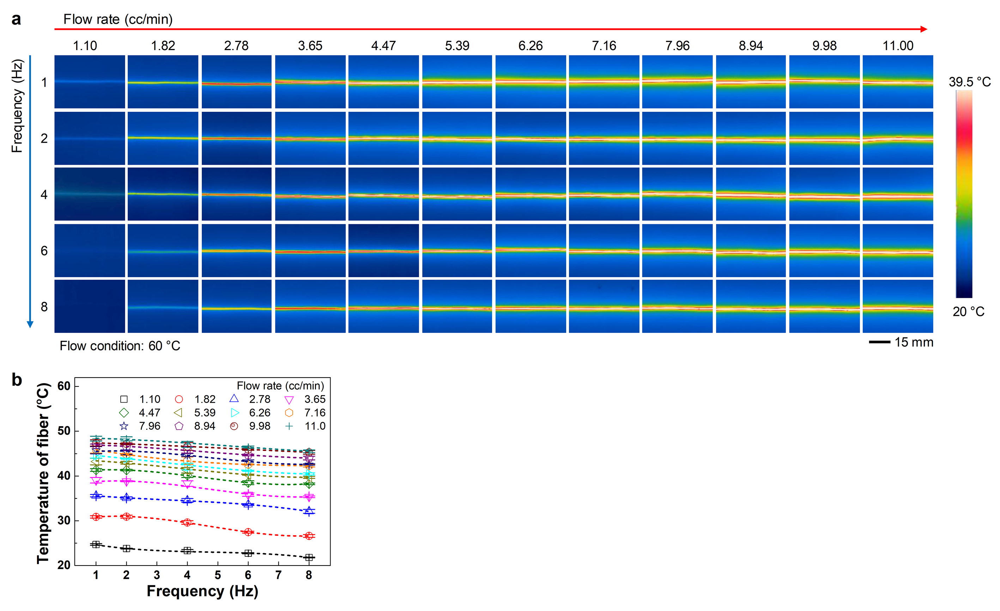 a
Flow rate (cc/min)
1.10 1.82 2.78 3.65 4.47 5.39 6.26 7.16 7.96 8.94 9.98 11.00
Frequency (Hz)
1
2
4
6
8
39.5 °C
20 °C
Flow condition: 60 °C
15 mm
b
Temperature of fiber (°C)
60
50
40
30
20
Flow rate (cc/min)
1.10 1.82 2.78 3.65
4.47 5.39 6.26 7.16
7.96 8.94 9.98 11.0
1 2 3 4 5 6 7 8
Frequency (Hz)